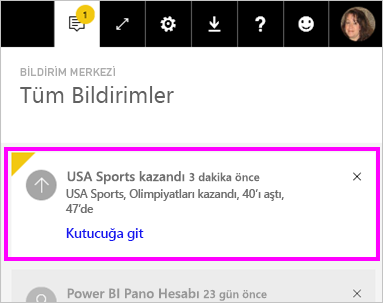 1
?
BİLDİRİM MERKEZİ
Tüm Bildirimler
USA Sports kazandı 3 dakika önce
USA Sports, Olimpiyatları kazandı, 40'ı aştı,
47'de
Kutucuğa git
Power BI Pano Hesabı 23 gün önce